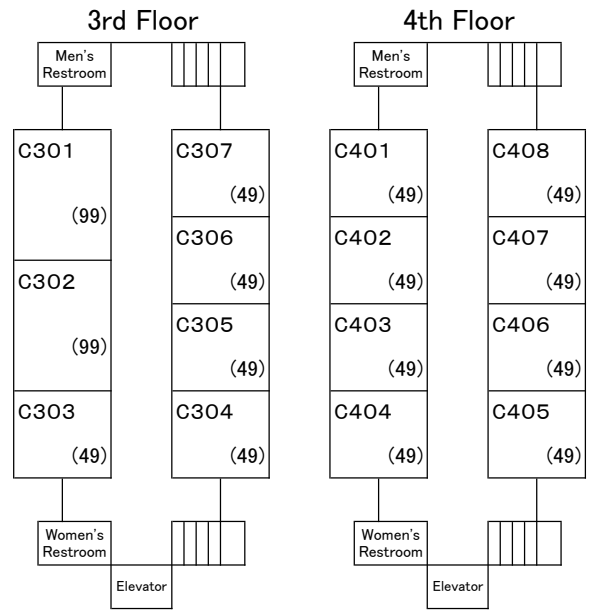 3rd Floor
Men's
Restroom
C301
(99)
C302
(99)
C303
(49)
C307
(49)
C306
(49)
C305
(49)
C304
(49)
Women's
Restroom
Elevator
4th Floor
Men's
Restroom
C401
(49)
C402
(49)
C403
(49)
C404
(49)
C408
(49)
C407
(49)
C406
(49)
C405
(49)
Women's
Restroom
Elevator